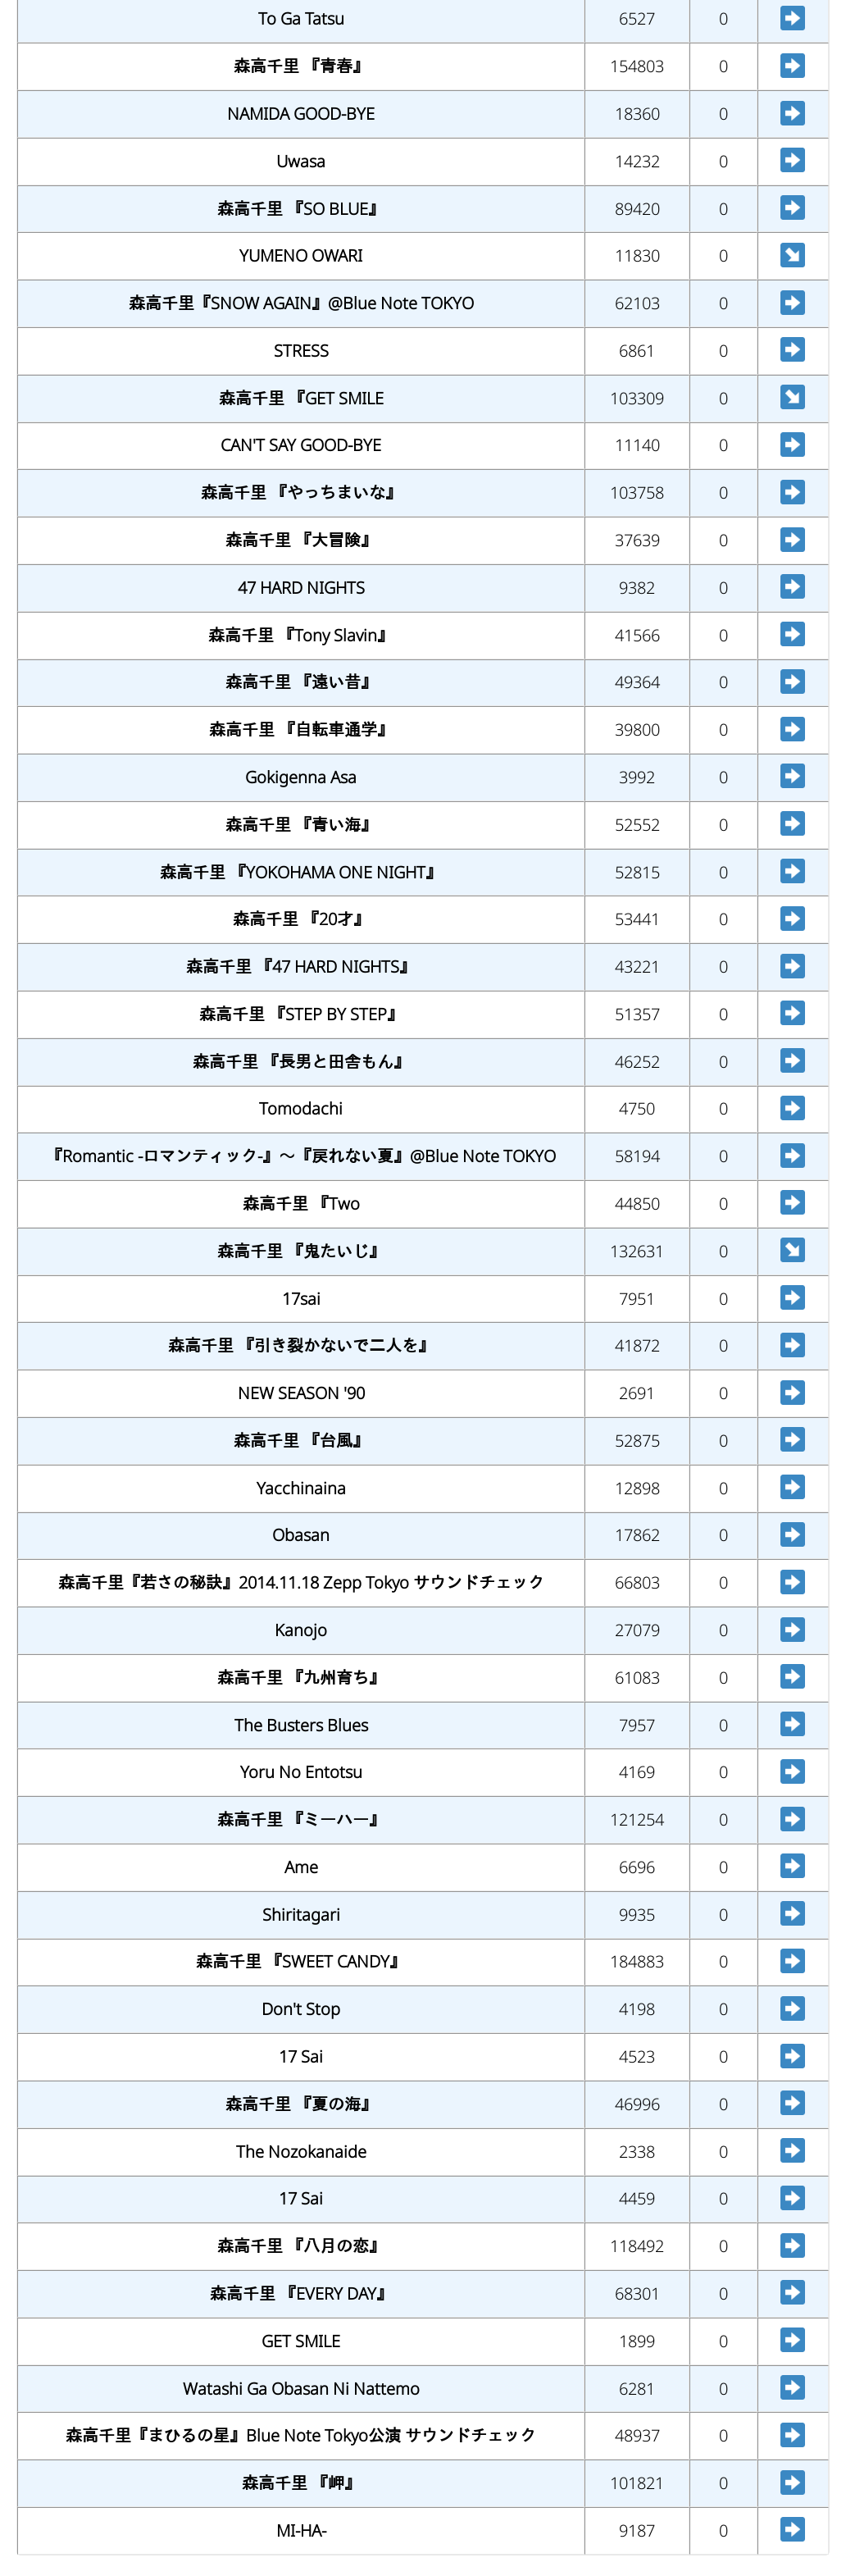 To Ga Tatsu 6527 0
森高千里 『青春』 154803 0
NAMIDA GOOD-BYE 18360 0
Uwasa 14232 0
森高千里 『SO BLUE』 89420 0
YUMENO OWARI 11830 0
森高千里『SNOW AGAIN』@Blue Note TOKYO 62103 0
STRESS 6861 0
森高千里 『GET SMILE 103309 0
CAN'T SAY GOOD-BYE 11140 0
森高千里 『やっちまいな』 103758 0
森高千里 『大冒険』 37639 0
47 HARD NIGHTS 9382 0
森高千里 『Tony Slavin』 41566 0
森高千里 『遠い昔』 49364 0
森高千里 『自転車通学』 39800 0
Gokigenna Asa 3992 0
森高千里 『青い海』 52552 0
森高千里 『YOKOHAMA ONE NIGHT』 52815 0
森高千里 『20才』 53441 0
森高千里 『47 HARD NIGHTS』 43221 0
森高千里 『STEP BY STEP』 51357 0
森高千里 『長男と田舎もん』 46252 0
Tomodachi 4750 0
『Romantic -ロマンティック-』～『戻れない夏』@Blue Note TOKYO 58194 0
森高千里 『Two 44850 0
森高千里 『鬼たいじ』 132631 0
17sai 7951 0
森高千里 『引き裂かないで二人を』 41872 0
NEW SEASON '90 2691 0
森高千里 『台風』 52875 0
Yacchinaina 12898 0
Obasan 17862 0
森高千里『若さの秘訣』2014.11.18 Zepp Tokyo サウンドチェック 66803 0
Kanojo 27079 0
森高千里 『九州育ち』 61083 0
The Busters Blues 7957 0
Yoru No Entotsu 4169 0
森高千里 『ミーハー』 121254 0
Ame 6696 0
Shiritagari 9935 0
森高千里 『SWEET CANDY』 184883 0
Don't Stop 4198 0
17 Sai 4523 0
森高千里 『夏の海』 46996 0
The Nozokanaide 2338 0
17 Sai 4459 0
森高千里 『八月の恋』 118492 0
森高千里 『EVERY DAY』 68301 0
GET SMILE 1899 0
Watashi Ga Obasan Ni Nattemo 6281 0
森高千里『まひるの星』Blue Note Tokyo公演 サウンドチェック 48937 0
森高千里 『岬』 101821 0
MI-HA- 9187 0